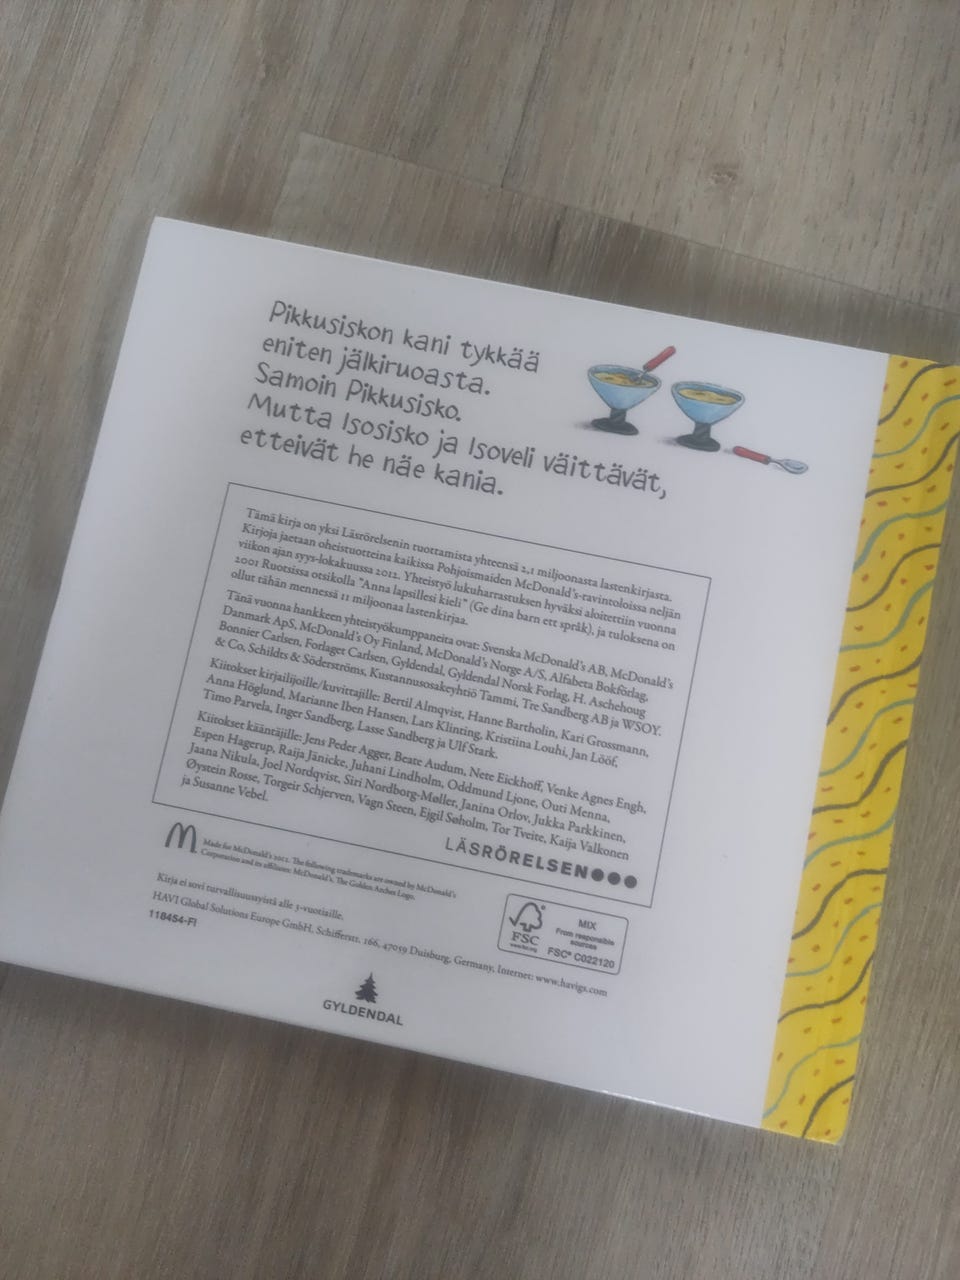 Pikkusiskon kani tykkää
eniten jälkiruoasta.
Samoin Pikkusisko.
Mutta Isosisko ja Isoveli väittävät,
etteivät he näe kania.
Tämä kirja on yksi Läsrörelsenin tuottamista yhteensä 2,1 miljoonasta lastenkirjasta.
Kirjoja jaetaan oheistuotteina kaikissa Pohjoismaiden McDonald's-ravintoloissa neljän
viikon ajan syys-lokakuussa 2012. Yhteistyö lukuharrastuksen hyväksi aloitettiin vuonna
2001 Ruotsissa otsikolla "Anna lapsillesi kieli" (Ge dina barn ett språk), ja tuloksena on
ollut tähän mennessä 11 miljoonaa lastenkirjaa.
Tänä vuonna hankkeen yhteistyökumppaneita ovat: Svenska McDonald's AB, McDonald's
Danmark ApS, McDonald's Oy Finland, McDonald's Norge A/S, Alfabeta Bokförlag,
Bonnier Carlsen, Forlaget Carlsen, Gyldendal, Gyldendal Norsk Forlag, H. Aschehoug
& Co, Schildts & Söderströms, Kustannusosakeyhtiö Tammi, Tre Sandberg AB ja WSOY.
Kiitokset kirjailijoille/kuvittajille: Bertil Almqvist, Hanne Bartholin, Kari Grossmann,
Anna Höglund, Marianne Iben Hansen, Lars Klinting, Kristiina Louhi, Jan Lööf,
Timo Parvela, Inger Sandberg, Lasse Sandberg ja Ulf Stark.
Kiitokset kääntäjille: Jens Peder Agger, Beate Audum, Nete Eickhoff, Venke Agnes Engh,
Espen Hagerup, Raija Jänicke, Juhani Lindholm, Oddmund Ljone, Outi Menna,
Jaana Nikula, Joel Nordqvist, Siri Nordborg-Møller, Janina Orlov, Jukka Parkkinen,
Øystein Rosse, Torgeir Schjerven, Vagn Steen, Ejgil Søholm, Tor Tveite, Kaija Valkonen
ja Susanne Vebel.
LÄSRÖRELSEN
Made for McDonald's 2012. The following trademarks are owned by McDonald's
Corporation and its affiliates: McDonald's, The Golden Arches Logo.
Kirja ei sovi turvallisuussyistä alle 3-vuotiaille.
HAVI Global Solutions Europe GmbH, Schifferstr. 166, 47059 Duisburg, Germany, Internet: www.havigs.com
118454-FI
FSC
www.fsc.org
MIX
From responsible
sources
FSC® C022120
GYLDENDAL